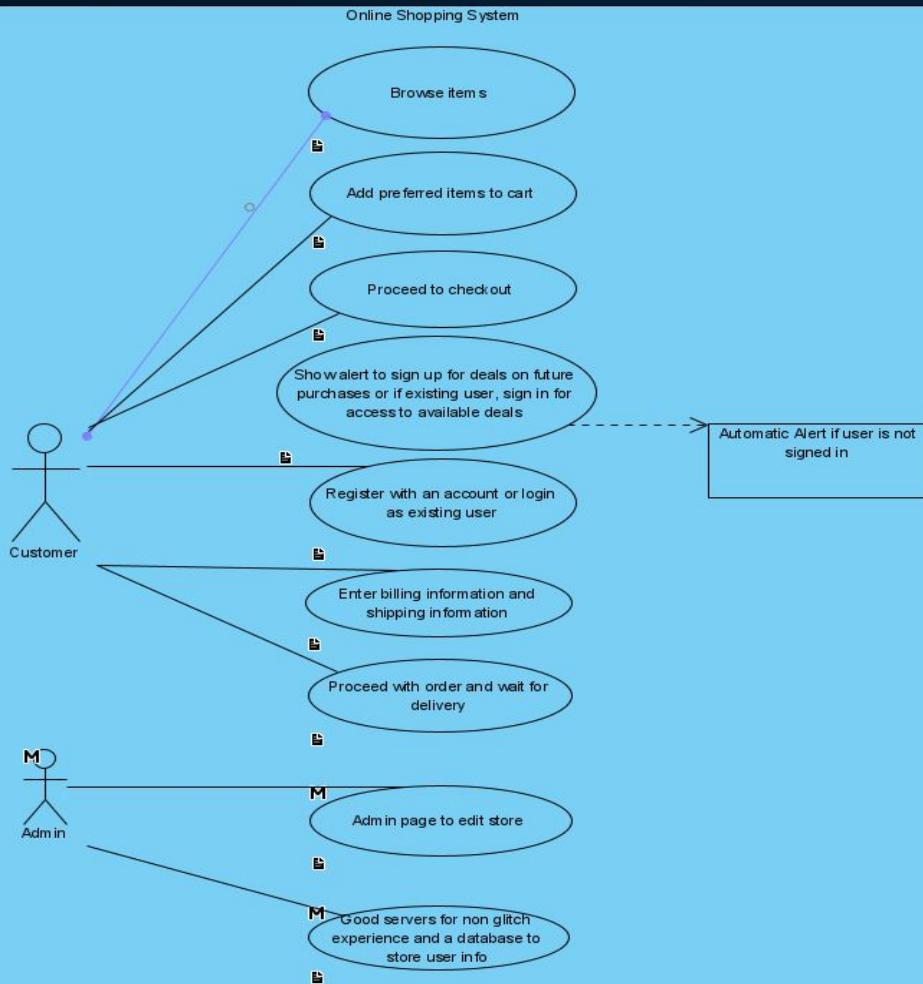 Online Shopping System
Browse items
Add preferred items to cart
Proceed to checkout
Show alert to sign up for deals on future
purchases or if existing user, sign in for
access to available deals
Automatic Alert if user is not
signed in
Register with an account or login
as existing user
Customer
Enter billing information and
shipping information
Proceed with order and wait for
delivery
M
Admin
M
Admin page to edit store
M
Good servers for non glitch
experience and a database to
store user info